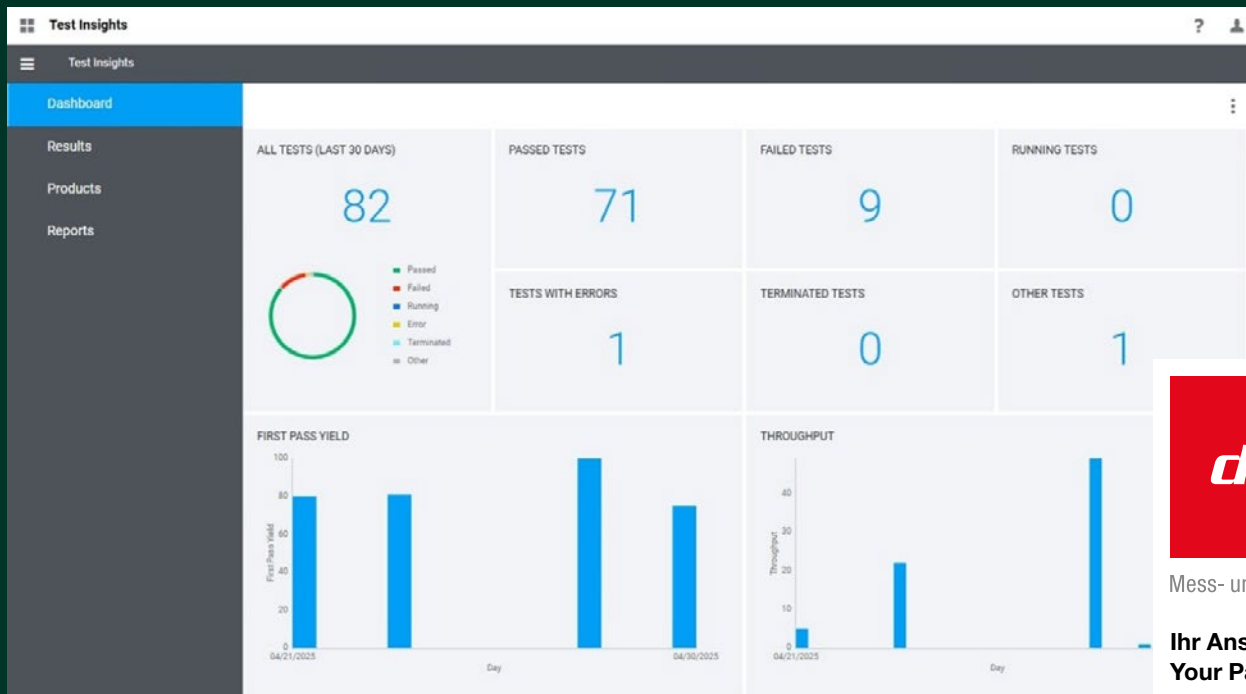 Test Insights
?
Test Insights
Dashboard
Results
Products
Reports
ALL TESTS (LAST 30 DAYS)
82
Passed
Failed
Running
Error
Terminated
Other
PASSED TESTS
71
FAILED TESTS
9
RUNNING TESTS
0
TESTS WITH ERRORS
1
TERMINATED TESTS
0
OTHER TESTS
1
FIRST PASS YIELD
First Pass Yield
100
80
60
40
20
0
04/21/2025
04/30/2025
Day
THROUGHPUT
Throughput
40
30
20
10
0
04/21/2025
Day
Mess-
Ihr
Your